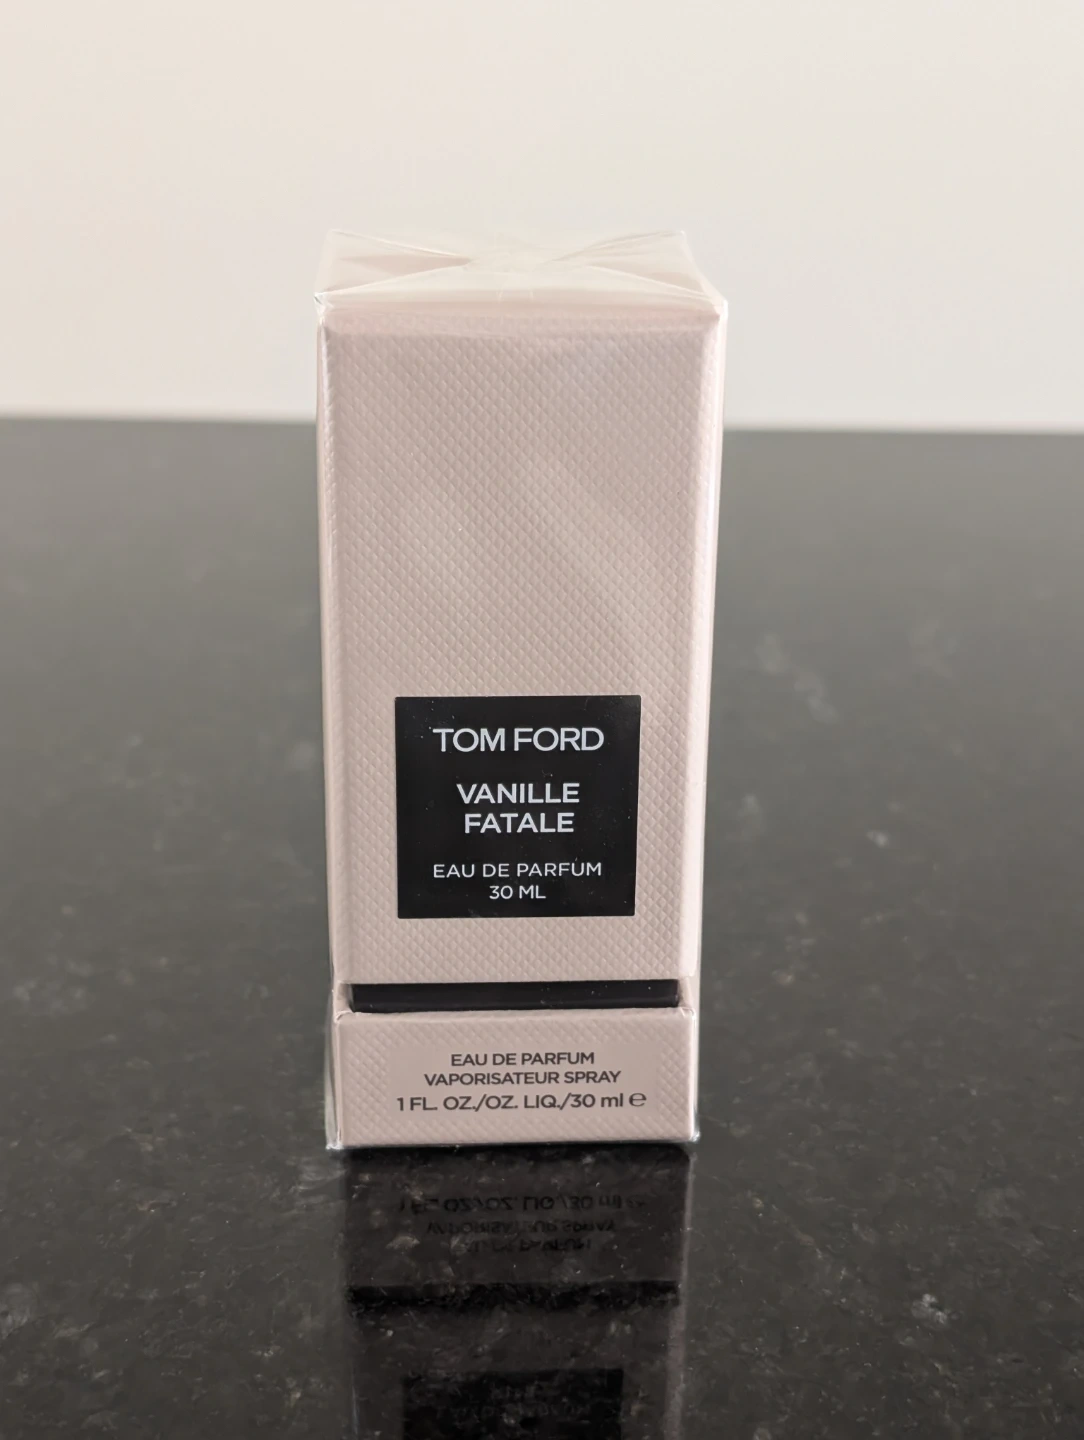 TOM FORD
VANILLE
FATALE
EAU DE PARFUM
30 ML
EAU DE PARFUM
VAPORISATEUR SPRAY
1 FL. OZ./OZ. LIQ./30 ml ℮